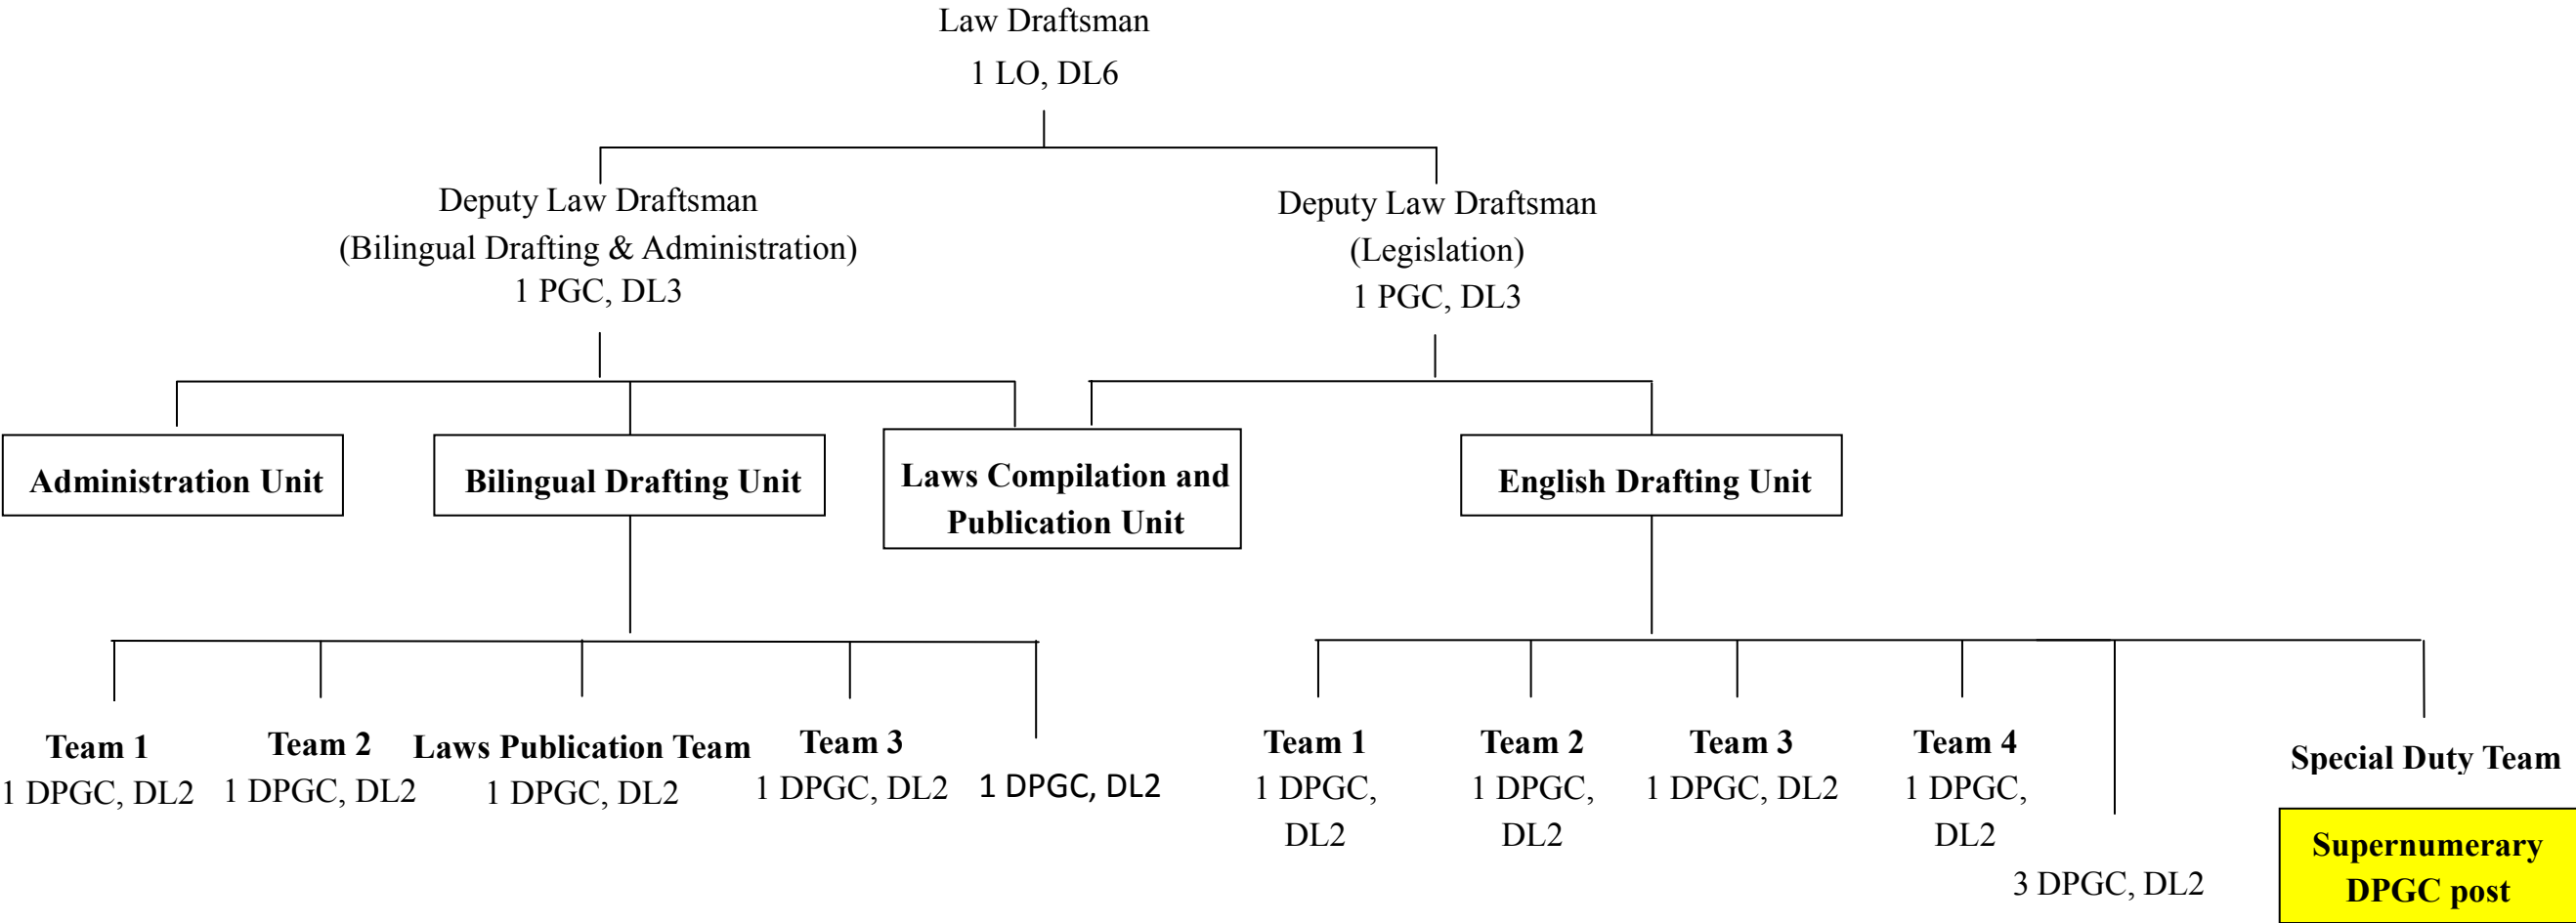 Law Draftsman
1 LO, DL6
Deputy Law Draftsman
(Bilingual Drafting & Administration)
1 PGC, DL3
Deputy Law Draftsman
(Legislation)
1 PGC, DL3
Administration Unit
Bilingual Drafting Unit
Laws Compilation and
Publication Unit
English Drafting Unit
Team 1
1 DPGC, DL2
Team 2
1 DPGC, DL2
Laws Publication Team
1 DPGC, DL2
Team 3
1 DPGC, DL2
1 DPGC, DL2
Team 1
1 DPGC,
DL2
Team 2
1 DPGC,
DL2
Team 3
1 DPGC, DL2
Team 4
1 DPGC,
DL2
3 DPGC, DL2
Special Duty Team
Supernumerary
DPGC post